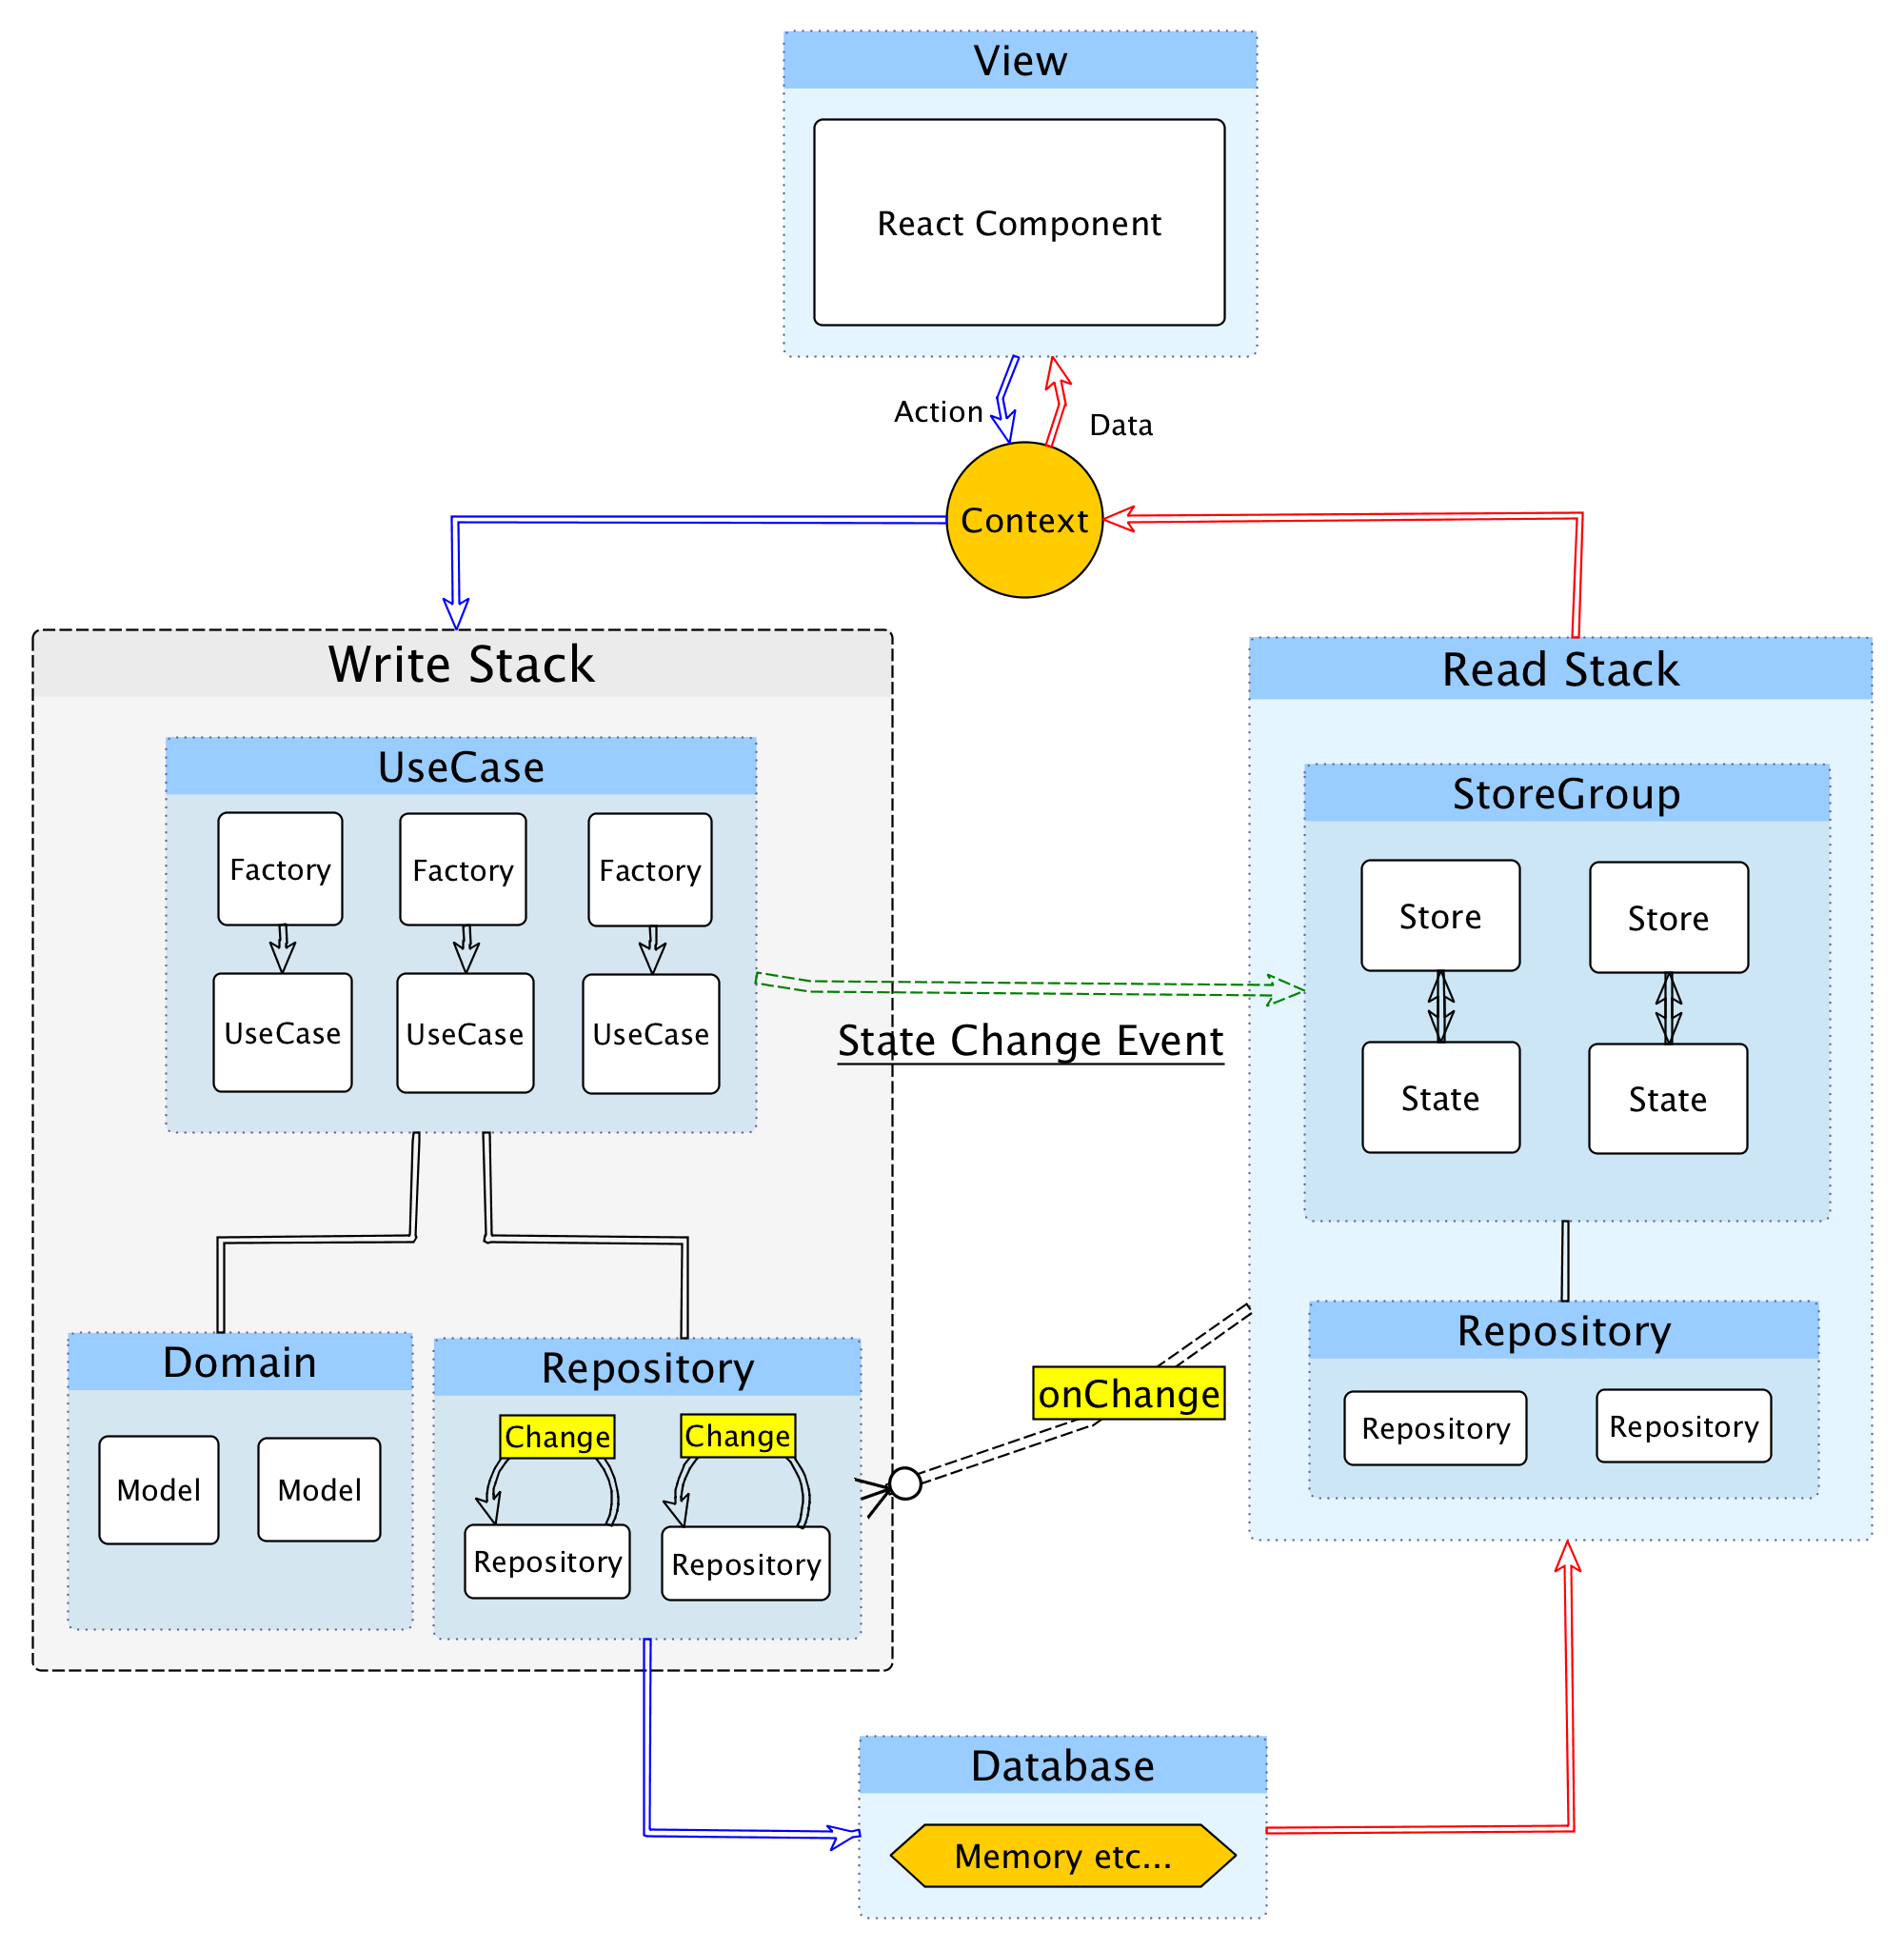 View
React Component
Action
Data
Context
Write Stack
UseCase
Factory
Factory
Factory
UseCase
UseCase
UseCase
State Change Event
Read Stack
StoreGroup
Store
Store
State
State
Domain
Model
Model
Repository
Change
Change
Repository
Repository
onChange
Repository
Repository
Repository
Database
Memory etc...